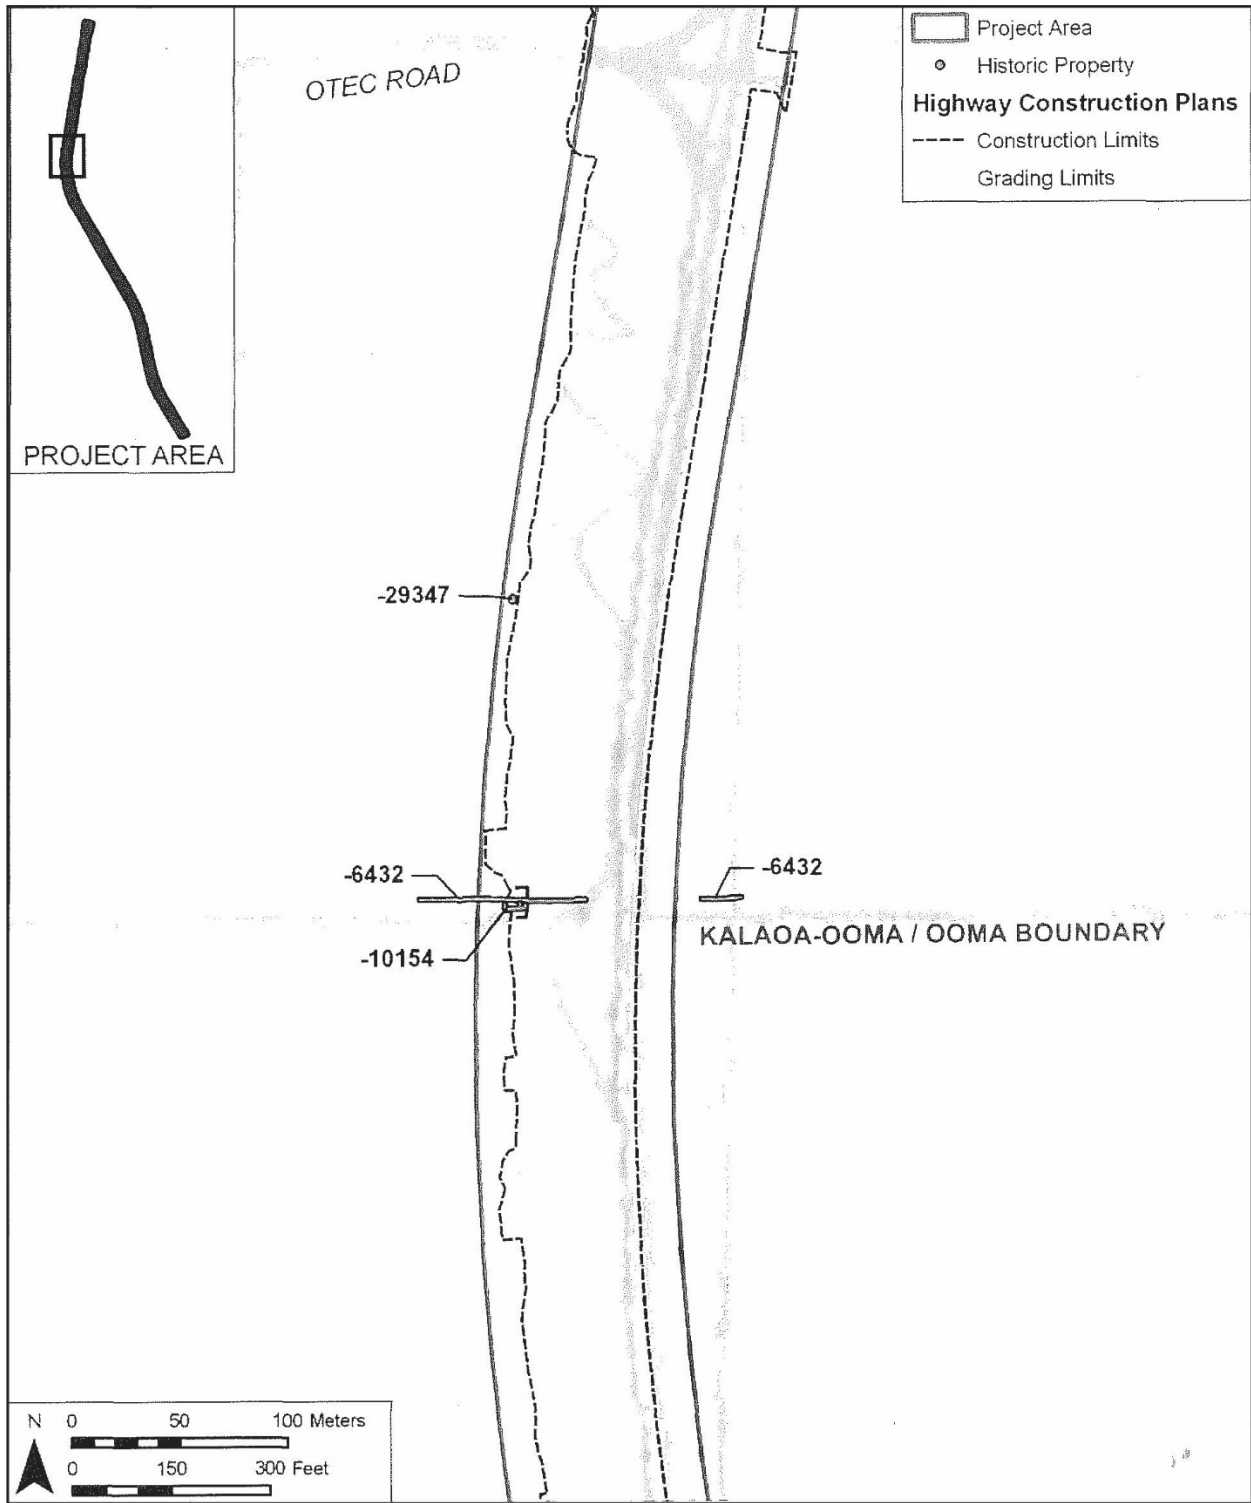 Project Area
Historic Property
Highway Construction Plans
Construction Limits
Grading Limits
OTEC ROAD
PROJECT AREA
-29347
-6432
-6432
KALAOA-OOMA / OOMA BOUNDARY
-10154
N 0 50 100 Meters
0 150 300 Feet